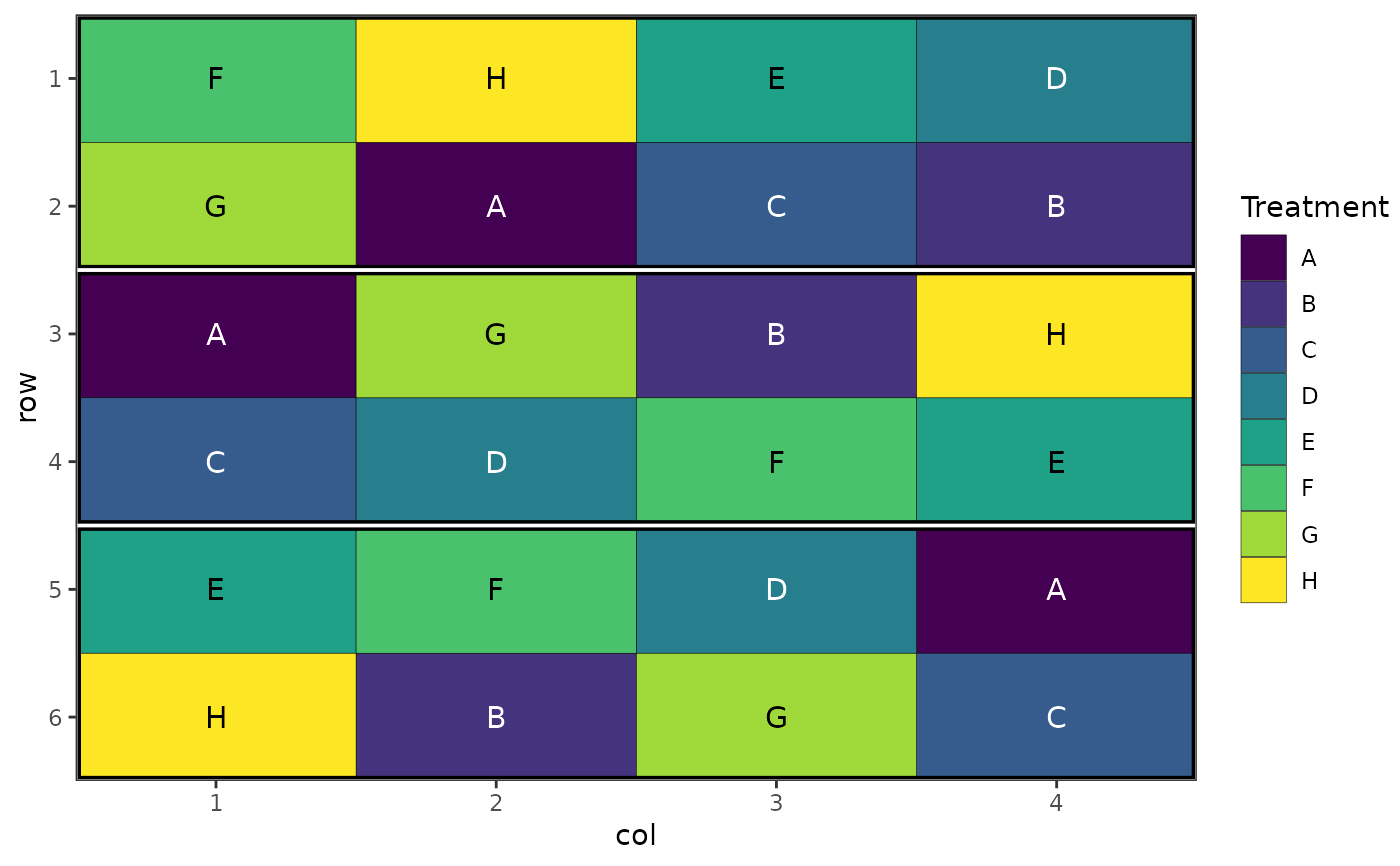 1 F H E D
2 G A C B
3 A G B H
4 C D F E
5 E F D A
6 H B G C
row
1 2 3 4
col
Treatment
A
B
C
D
E
F
G
H